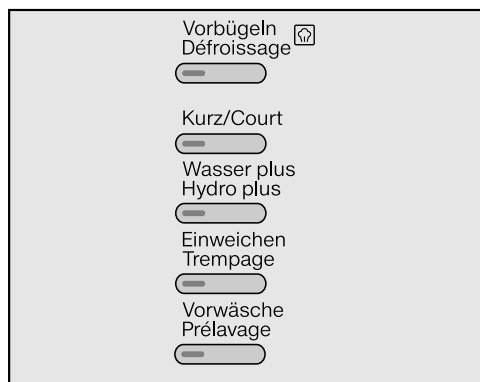 Vorbügeln
Défroissage
Kurz/Court
Wasser plus
Hydro plus
Einweichen
Trempage
Vorwäsche
Prélavage